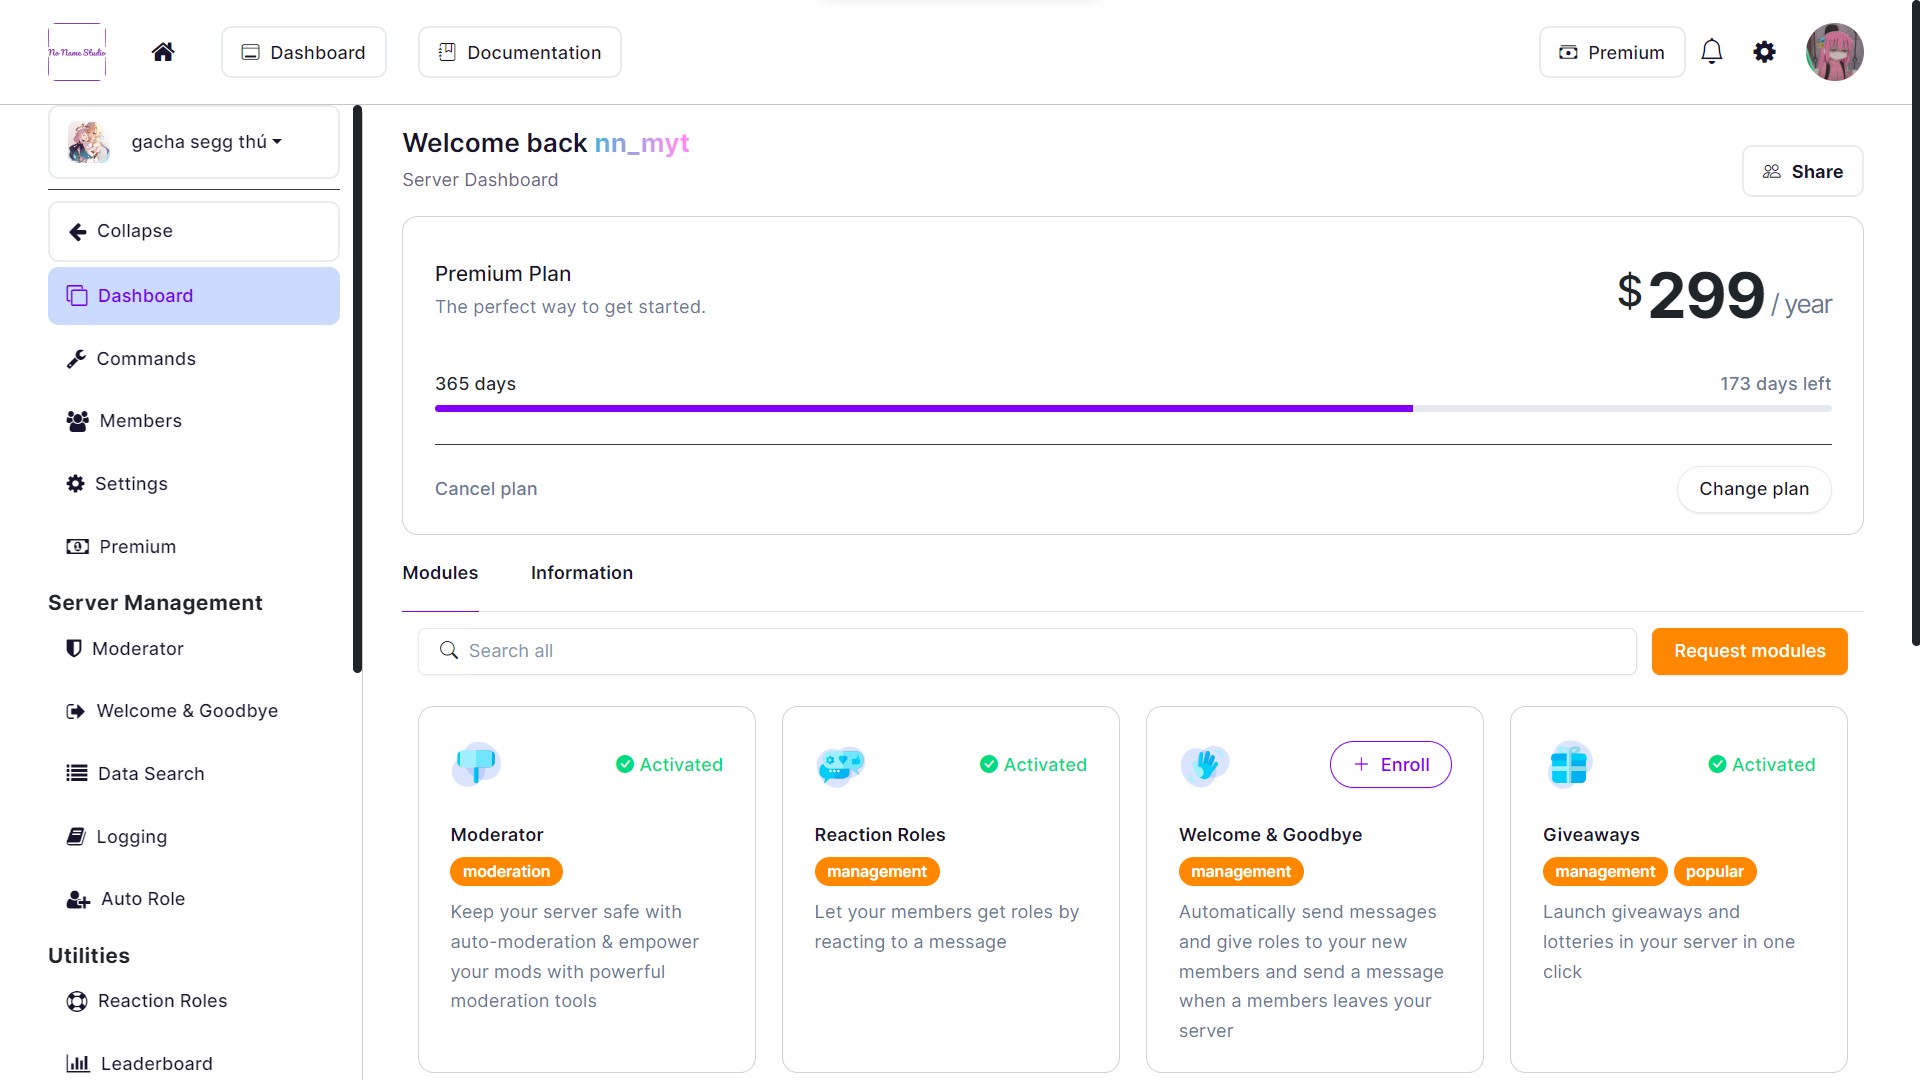 No Name Studio
Dashboard
Documentation
Premium
gacha segg thú
Collapse
Dashboard
Commands
Members
Settings
Premium
Server Management
Moderator
Welcome & Goodbye
Data Search
Logging
Auto Role
Utilities
Reaction Roles
Leaderboard
Welcome back nn_myt
Server Dashboard
Share
Premium Plan
The perfect way to get started.
$299 / year
365 days
173 days left
Cancel plan
Change plan
Modules
Information
Search all
Request modules
Activated
Moderator
moderation
Keep your server safe with
auto-moderation & empower
your mods with powerful
moderation tools
Activated
Reaction Roles
management
Let your members get roles by
reacting to a message
+ Enroll
Welcome & Goodbye
management
Automatically send messages
and give roles to your new
members and send a message
when a members leaves your
server
Activated
Giveaways
management popular
Launch giveaways and
lotteries in your server in one
click